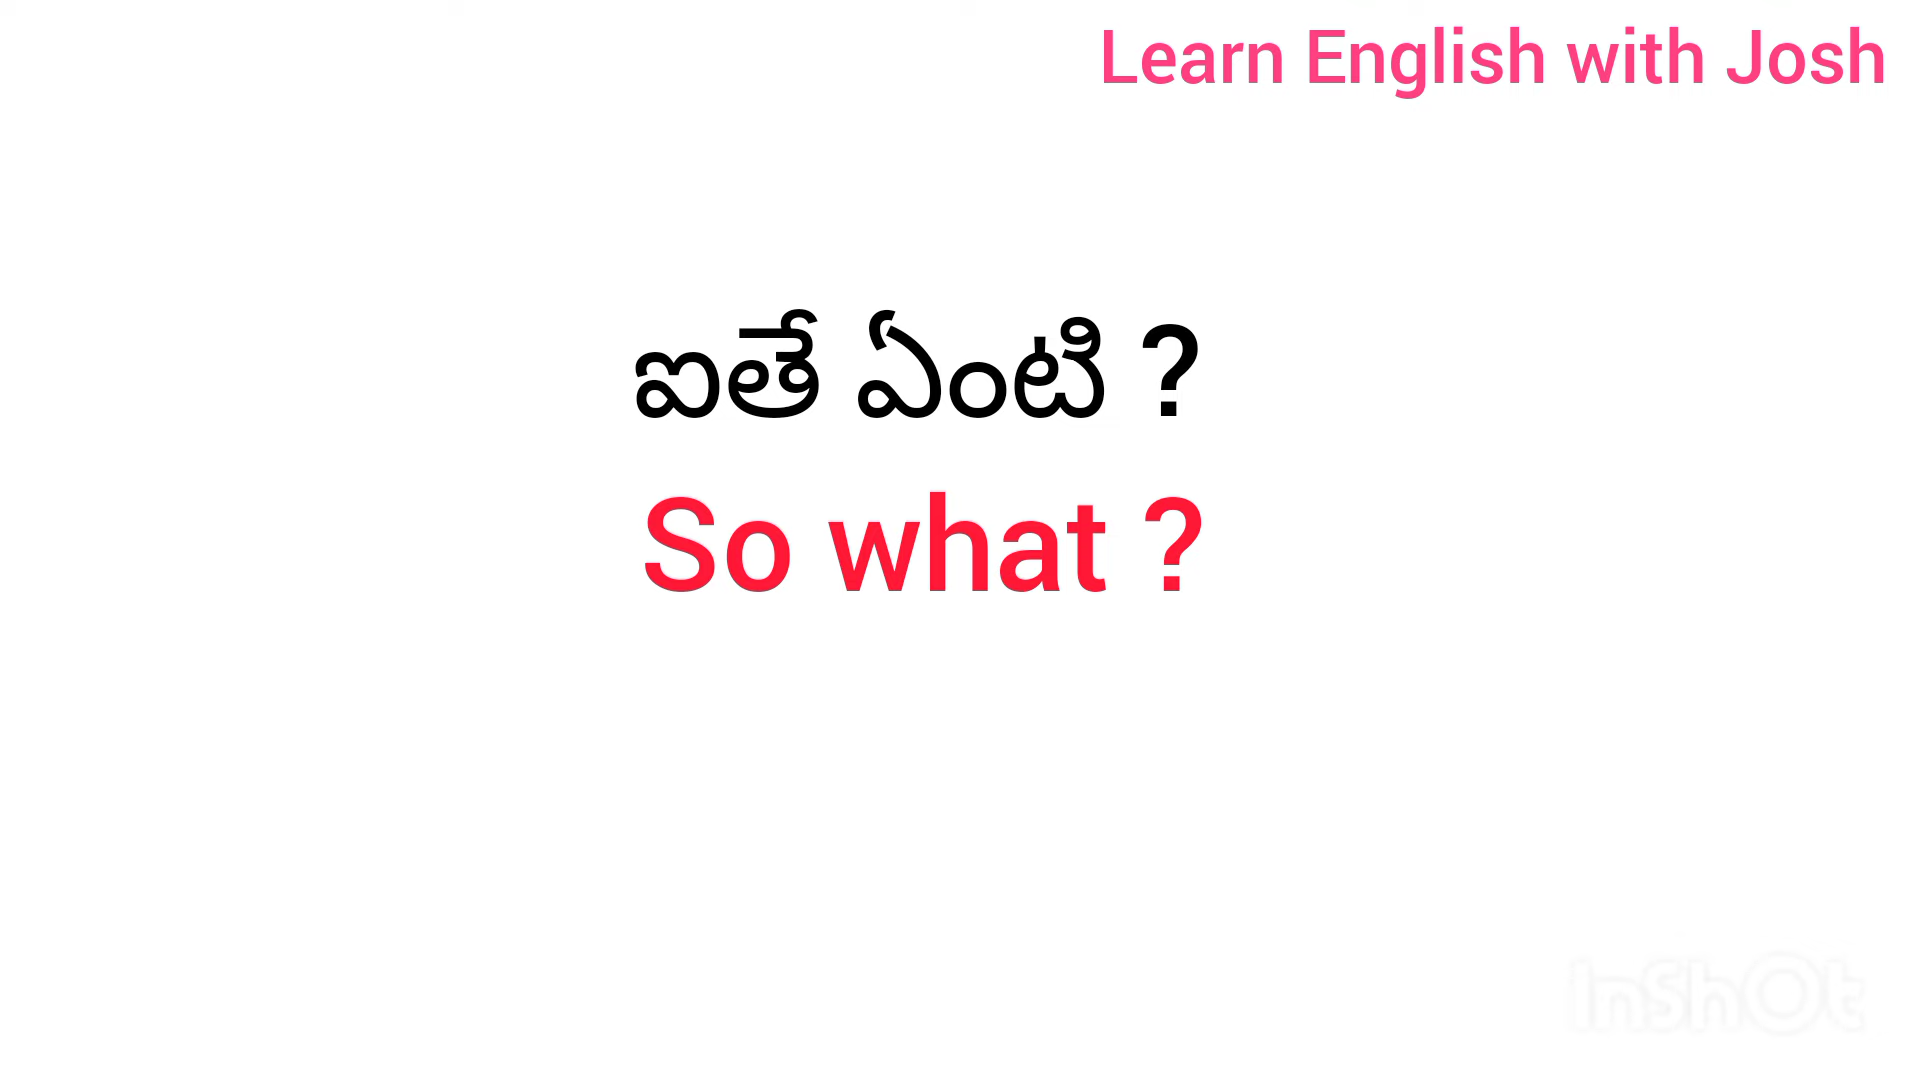 Learn English with Josh
ఐతే ఏంటి ?
So what ?
InShOt